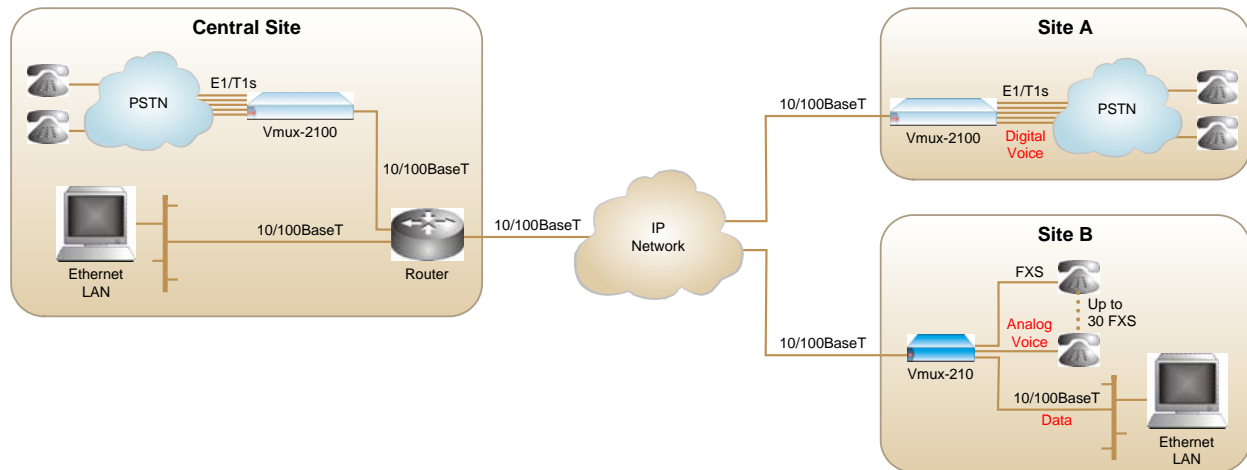 Central Site
E1/T1s
PSTN
Vmux-2100
10/100BaseT
10/100BaseT
Ethernet
LAN
Router
10/100BaseT
IP
Network
10/100BaseT
10/100BaseT
Site A
E1/T1s
PSTN
Vmux-2100
Digital
Voice
Site B
FXS
Up to
30 FXS
Analog
Voice
Vmux-210
10/100BaseT
Data
Ethernet
LAN